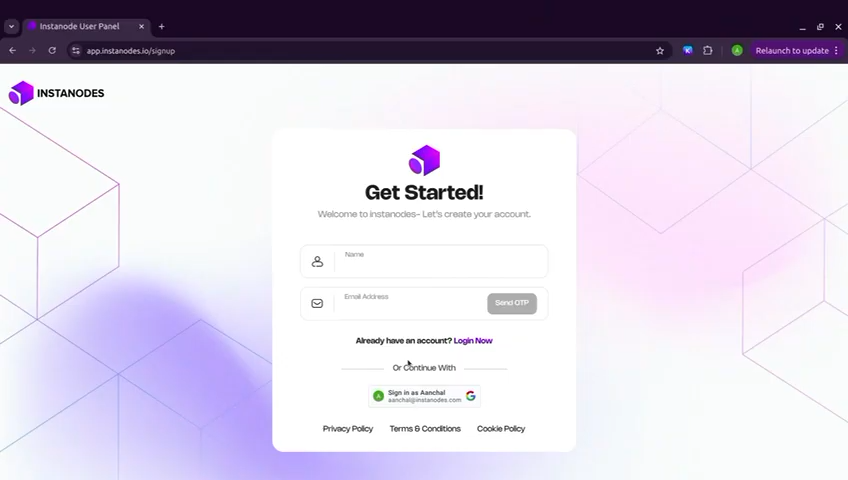 Instanode User Panel
app.instanodes.io/signup
A
Relaunch to update
INSTANODES
Get Started!
Welcome to instanodes- Let's create your account.
Name
Email Address
Send OTP
Already have an account? Login Now
Or Continue With
A
Sign in as Aanchal
aanchal@instanodes.com
Privacy Policy
Terms & Conditions
Cookie Policy